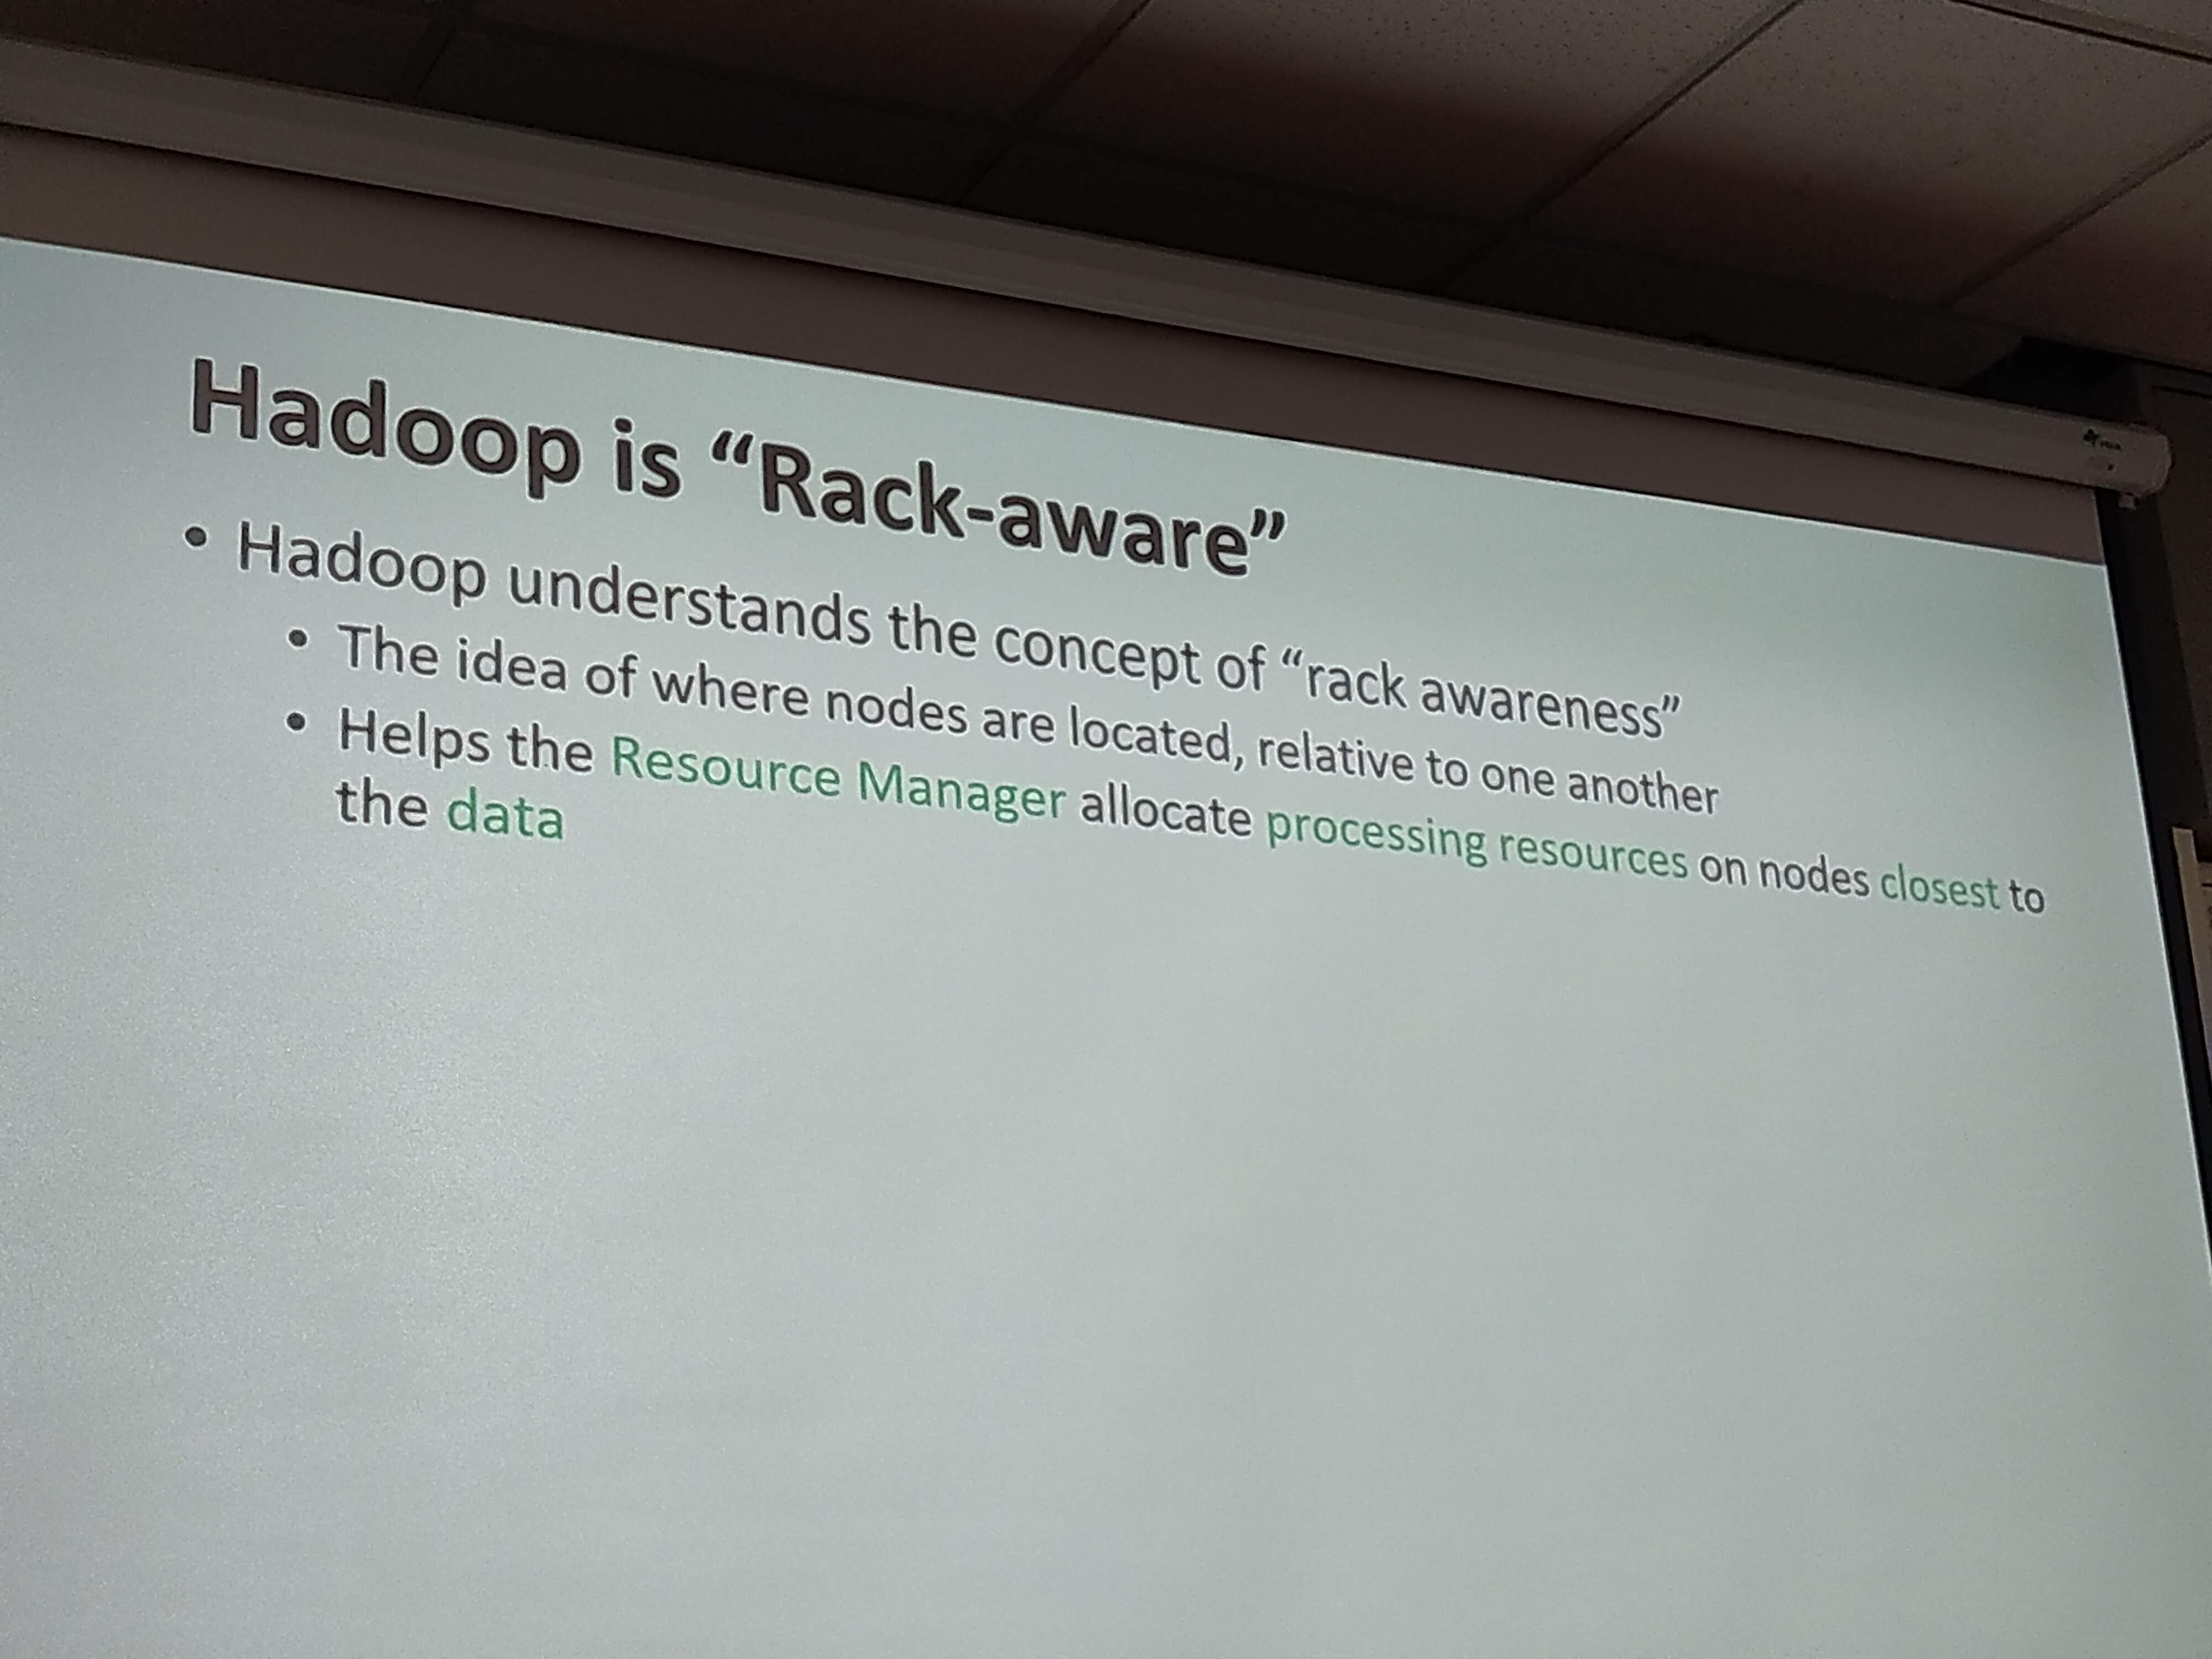 Hadoop is “Rack-aware”
• Hadoop understands the concept of “rack awareness”
• The idea of where nodes are located, relative to one another
• Helps the Resource Manager allocate processing resources on nodes closest to
the data